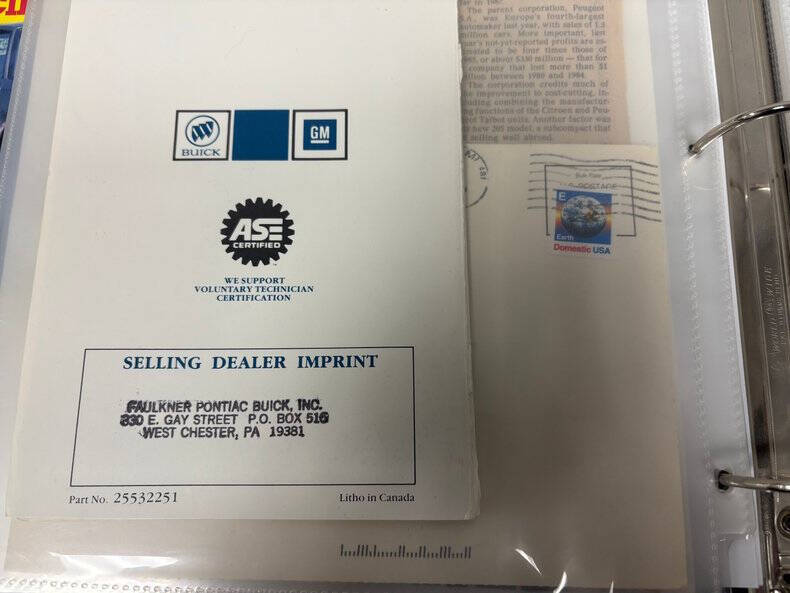 The parent corporation, Peugeot
S.A., was Europe's fourth-largest
automaker last year, with sales of 1.5
million cars. More important, last
year's not-yet-reported profits are es-
to be four times those of
or about $330 million — that for
company that lost more than $1
between 1980 and 1984.
The corporation credits much of
improvement to cost-cutting, in-
combining the manufactur-
functions of the Citroen and Peu-
Talbot units. Another factor was
new 205 model, a subcompact that
selling well abroad.
BUICK
GM
ASE
CERTIFIED
WE SUPPORT
VOLUNTARY TECHNICIAN
CERTIFICATION
Bulk Rate
U.S. POSTAGE
E
Earth
Domestic USA
SELLING DEALER IMPRINT
FAULKNER PONTIAC BUICK, INC.
830 E. GAY STREET P.O. BOX 516
WEST CHESTER, PA 19381
Part No. 25532251
Litho in Canada